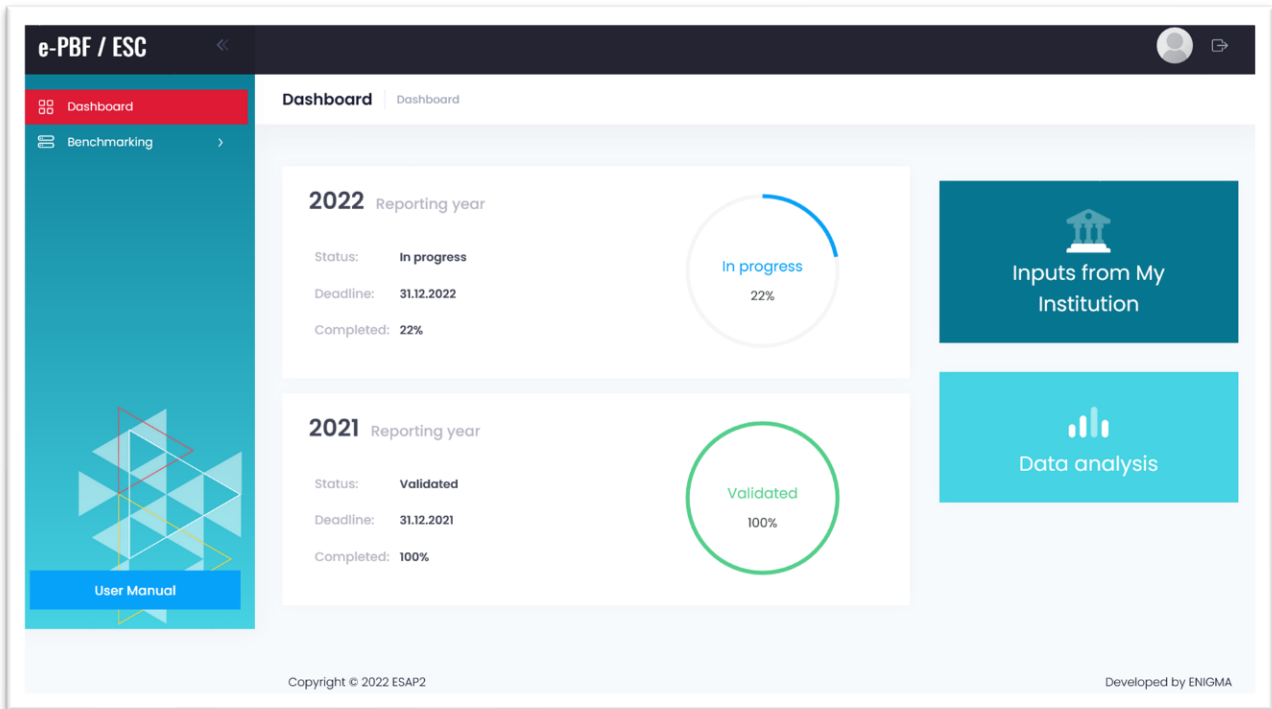 e-PBF / ESC
Dashboard
Benchmarking
User Manual
Dashboard Dashboard
2022 Reporting year
Status: In progress
Deadline: 31.12.2022
Completed: 22%
In progress
22%
2021 Reporting year
Status: Validated
Deadline: 31.12.2021
Completed: 100%
Validated
100%
Inputs from My
Institution
Data analysis
Copyright © 2022 ESAP2
Developed by ENIGMA